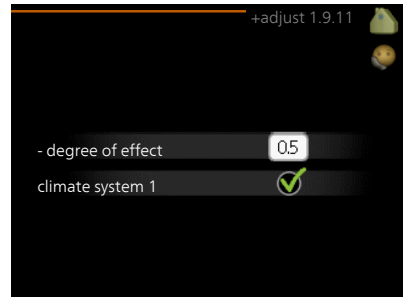 +adjust 1.9.11
- degree of effect 0.5
climate system 1